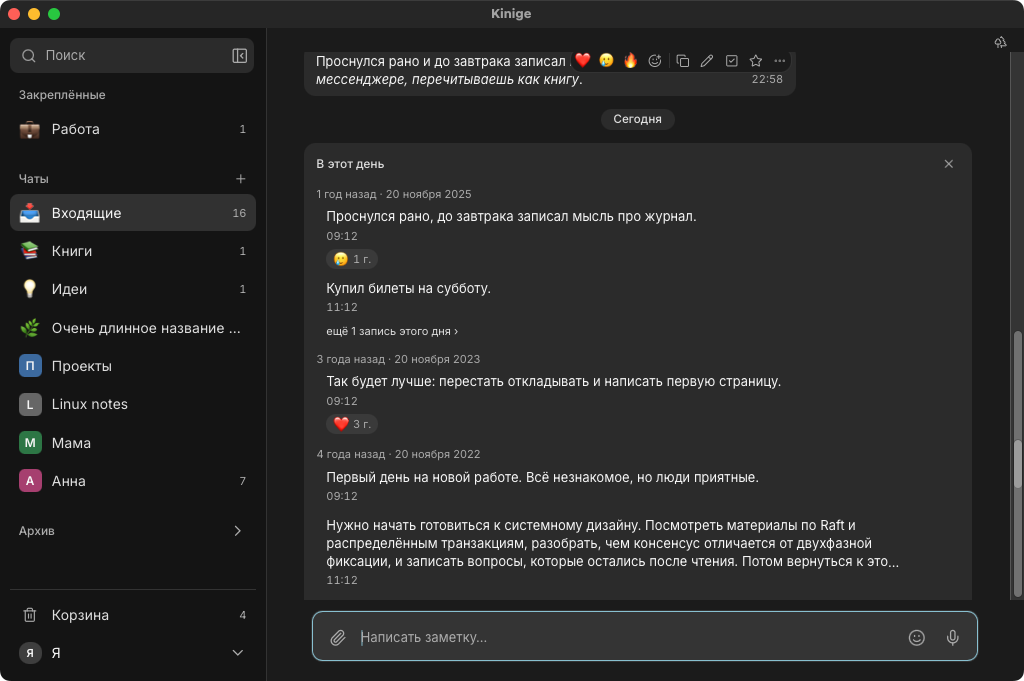 Kinige
Поиск
Закреплённые
Работа 1
Чаты
Входящие 16
Книги 1
Идеи 1
Очень длинное название ...
П Проекты
L Linux notes
М Мама
А Анна 7
Архив
Корзина 4
Я Я
Проснулся рано и до завтрака записал
мессенджере, перечитываешь как книгу.
22:58
Сегодня
В этот день
1 год назад · 20 ноября 2025
Проснулся рано, до завтрака записал мысль про журнал.
09:12
1 г.
Купил билеты на субботу.
11:12
ещё 1 запись этого дня ›
3 года назад · 20 ноября 2023
Так будет лучше: перестать откладывать и написать первую страницу.
09:12
3 г.
4 года назад · 20 ноября 2022
Первый день на новой работе. Всё незнакомое, но люди приятные.
09:12
Нужно начать готовиться к системному дизайну. Посмотреть материалы по Raft и
распределённым транзакциям, разобрать, чем консенсус отличается от двухфазной
фиксации, и записать вопросы, которые остались после чтения. Потом вернуться к это...
11:12
Написать заметку...